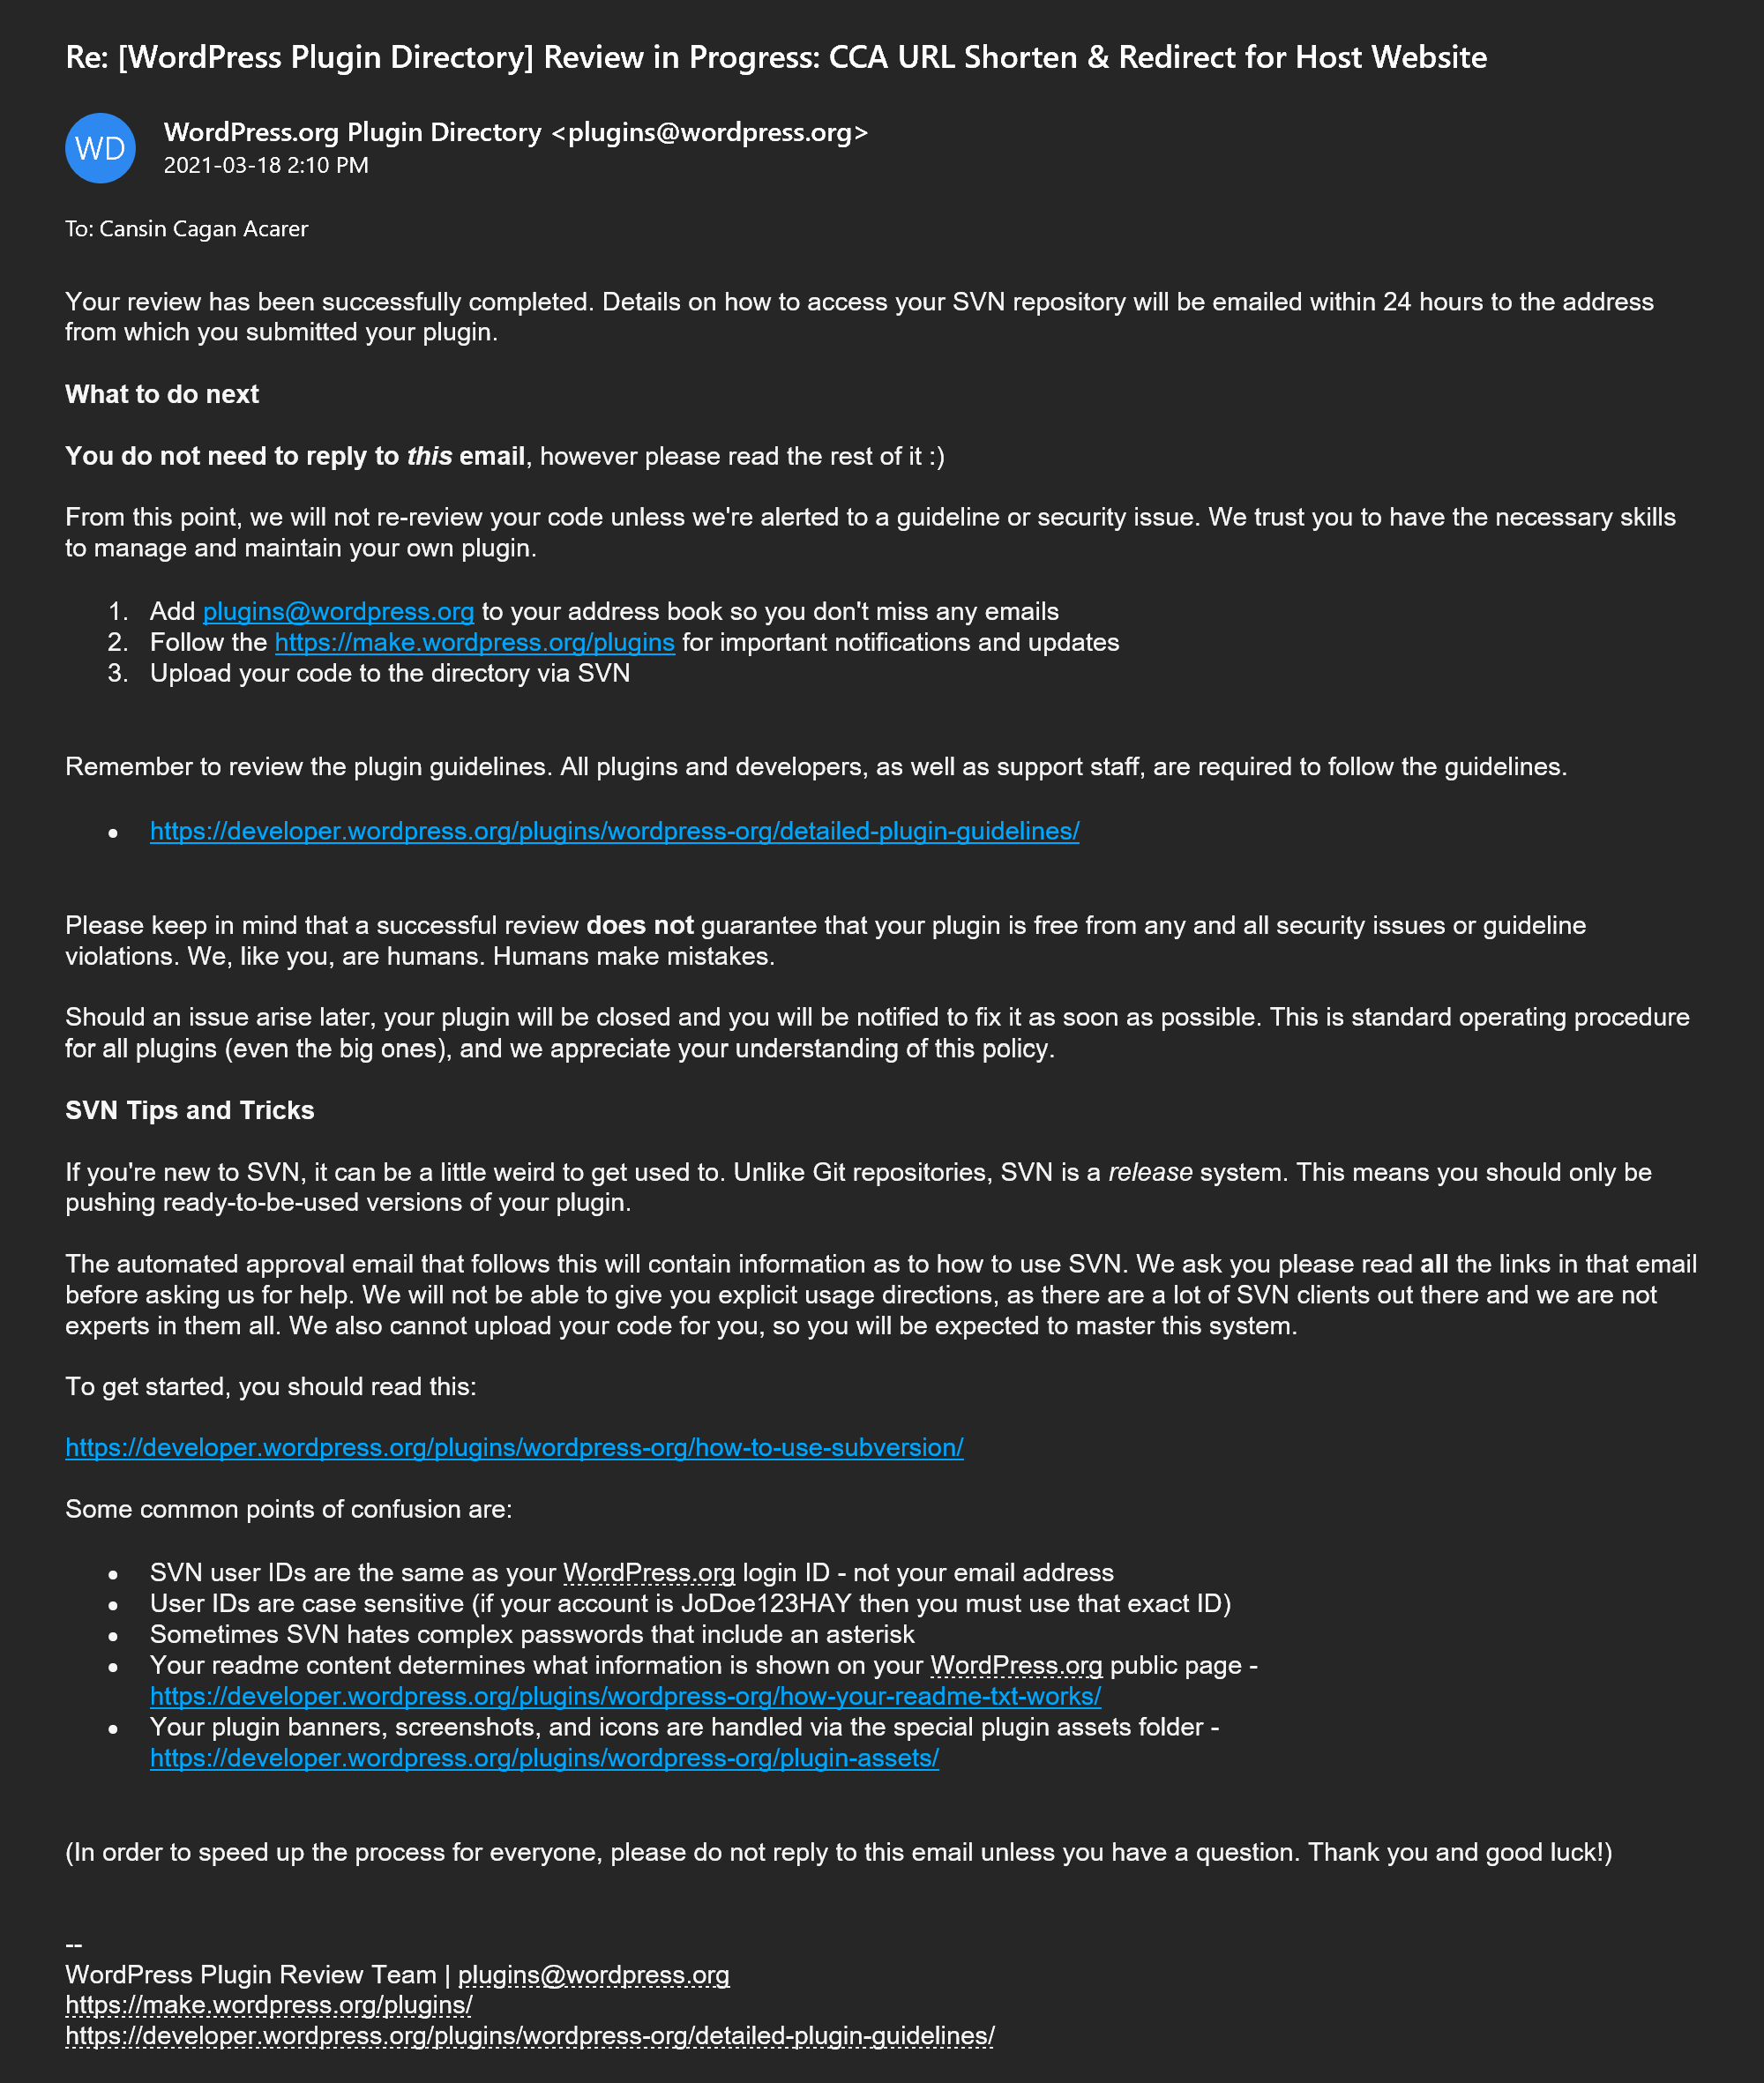 Re: [WordPress Plugin Directory] Review in Progress: CCA URL Shorten & Redirect for Host Website
WD
WordPress.org Plugin Directory <plugins@wordpress.org>
2021-03-18 2:10 PM
To: Cansin Cagan Acarer
Your review has been successfully completed. Details on how to access your SVN repository will be emailed within 24 hours to the address
from which you submitted your plugin.
What to do next
You do not need to reply to this email, however please read the rest of it :)
From this point, we will not re-review your code unless we're alerted to a guideline or security issue. We trust you to have the necessary skills
to manage and maintain your own plugin.
1. Add plugins@wordpress.org to your address book so you don't miss any emails
2. Follow the https://make.wordpress.org/plugins for important notifications and updates
3. Upload your code to the directory via SVN
Remember to review the plugin guidelines. All plugins and developers, as well as support staff, are required to follow the guidelines.
• https://developer.wordpress.org/plugins/wordpress-org/detailed-plugin-guidelines/
Please keep in mind that a successful review does not guarantee that your plugin is free from any and all security issues or guideline
violations. We, like you, are humans. Humans make mistakes.
Should an issue arise later, your plugin will be closed and you will be notified to fix it as soon as possible. This is standard operating procedure
for all plugins (even the big ones), and we appreciate your understanding of this policy.
SVN Tips and Tricks
If you're new to SVN, it can be a little weird to get used to. Unlike Git repositories, SVN is a release system. This means you should only be
pushing ready-to-be-used versions of your plugin.
The automated approval email that follows this will contain information as to how to use SVN. We ask you please read all the links in that email
before asking us for help. We will not be able to give you explicit usage directions, as there are a lot of SVN clients out there and we are not
experts in them all. We also cannot upload your code for you, so you will be expected to master this system.
To get started, you should read this:
https://developer.wordpress.org/plugins/wordpress-org/how-to-use-subversion/
Some common points of confusion are:
• SVN user IDs are the same as your WordPress.org login ID - not your email address
• User IDs are case sensitive (if your account is JoDoe123HAY then you must use that exact ID)
• Sometimes SVN hates complex passwords that include an asterisk
• Your readme content determines what information is shown on your WordPress.org public page -
https://developer.wordpress.org/plugins/wordpress-org/how-your-readme-txt-works/
• Your plugin banners, screenshots, and icons are handled via the special plugin assets folder -
https://developer.wordpress.org/plugins/wordpress-org/plugin-assets/
(In order to speed up the process for everyone, please do not reply to this email unless you have a question. Thank you and good luck!)
--
WordPress Plugin Review Team | plugins@wordpress.org
https://make.wordpress.org/plugins/
https://developer.wordpress.org/plugins/wordpress-org/detailed-plugin-guidelines/